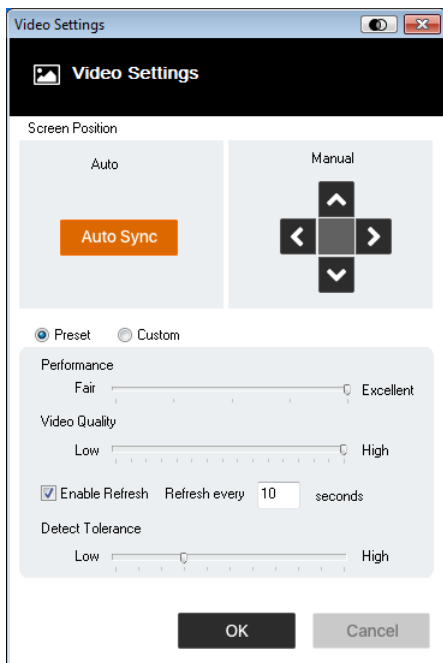 Video Settings
Video Settings
Screen Position
Auto
Manual
Auto Sync
Preset Custom
Performance
Fair Excellent
Video Quality
Low High
Enable Refresh Refresh every 10 seconds
Detect Tolerance
Low High
OK Cancel